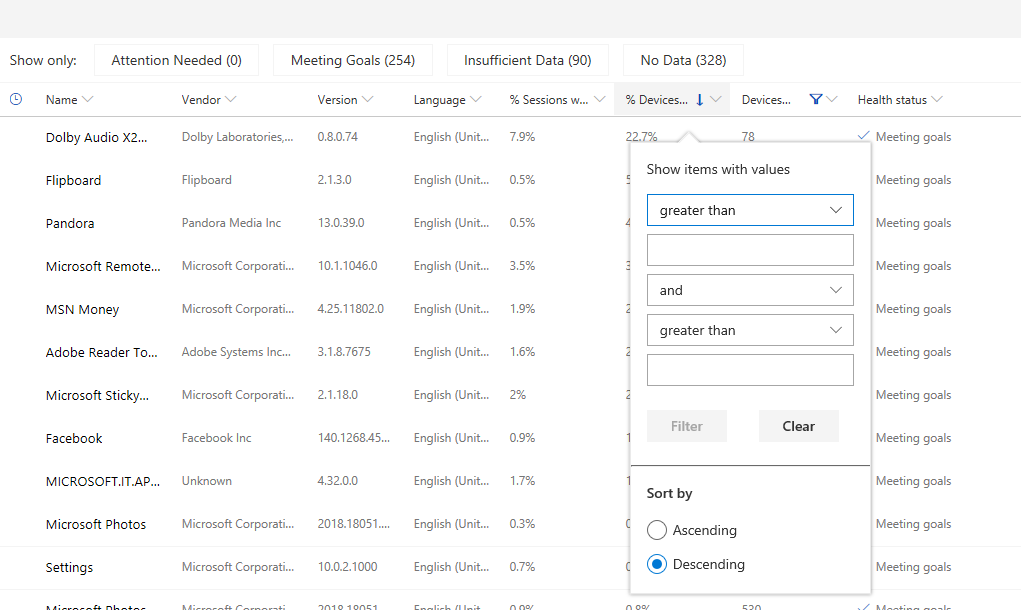 Show only: Attention Needed (0) Meeting Goals (254) Insufficient Data (90) No Data (328)
Name Vendor Version Language % Sessions w... % Devices... Devices... Health status
Dolby Audio X2... Dolby Laboratories,... 0.8.0.74 English (Unit... 7.9% 22.7% 78 Meeting goals
Show items with values
Flipboard Flipboard 2.1.3.0 English (Unit... 0.5% Meeting goals
greater than
Pandora Pandora Media Inc 13.0.39.0 English (Unit... 0.5% Meeting goals
Microsoft Remote... Microsoft Corporati... 10.1.1046.0 English (Unit... 3.5% Meeting goals
and
MSN Money Microsoft Corporati... 4.25.11802.0 English (Unit... 1.9% Meeting goals
greater than
Adobe Reader To... Adobe Systems Inc... 3.1.8.7675 English (Unit... 1.6% Meeting goals
Microsoft Sticky... Microsoft Corporati... 2.1.18.0 English (Unit... 2% Meeting goals
Filter Clear
Facebook Facebook Inc 140.1268.45... English (Unit... 0.9% Meeting goals
MICROSOFT.IT.AP... Unknown 4.32.0.0 English (Unit... 1.7% Meeting goals
Sort by
Microsoft Photos Microsoft Corporati... 2018.18051.... English (Unit... 0.3% Meeting goals
Ascending
Settings Microsoft Corporati... 10.0.2.1000 English (Unit... 0.7% Meeting goals
Descending
Microsoft Photos Microsoft Corporati... 2018.18051.... English (Unit... 0.9% 0.8% 530 Meeting goals